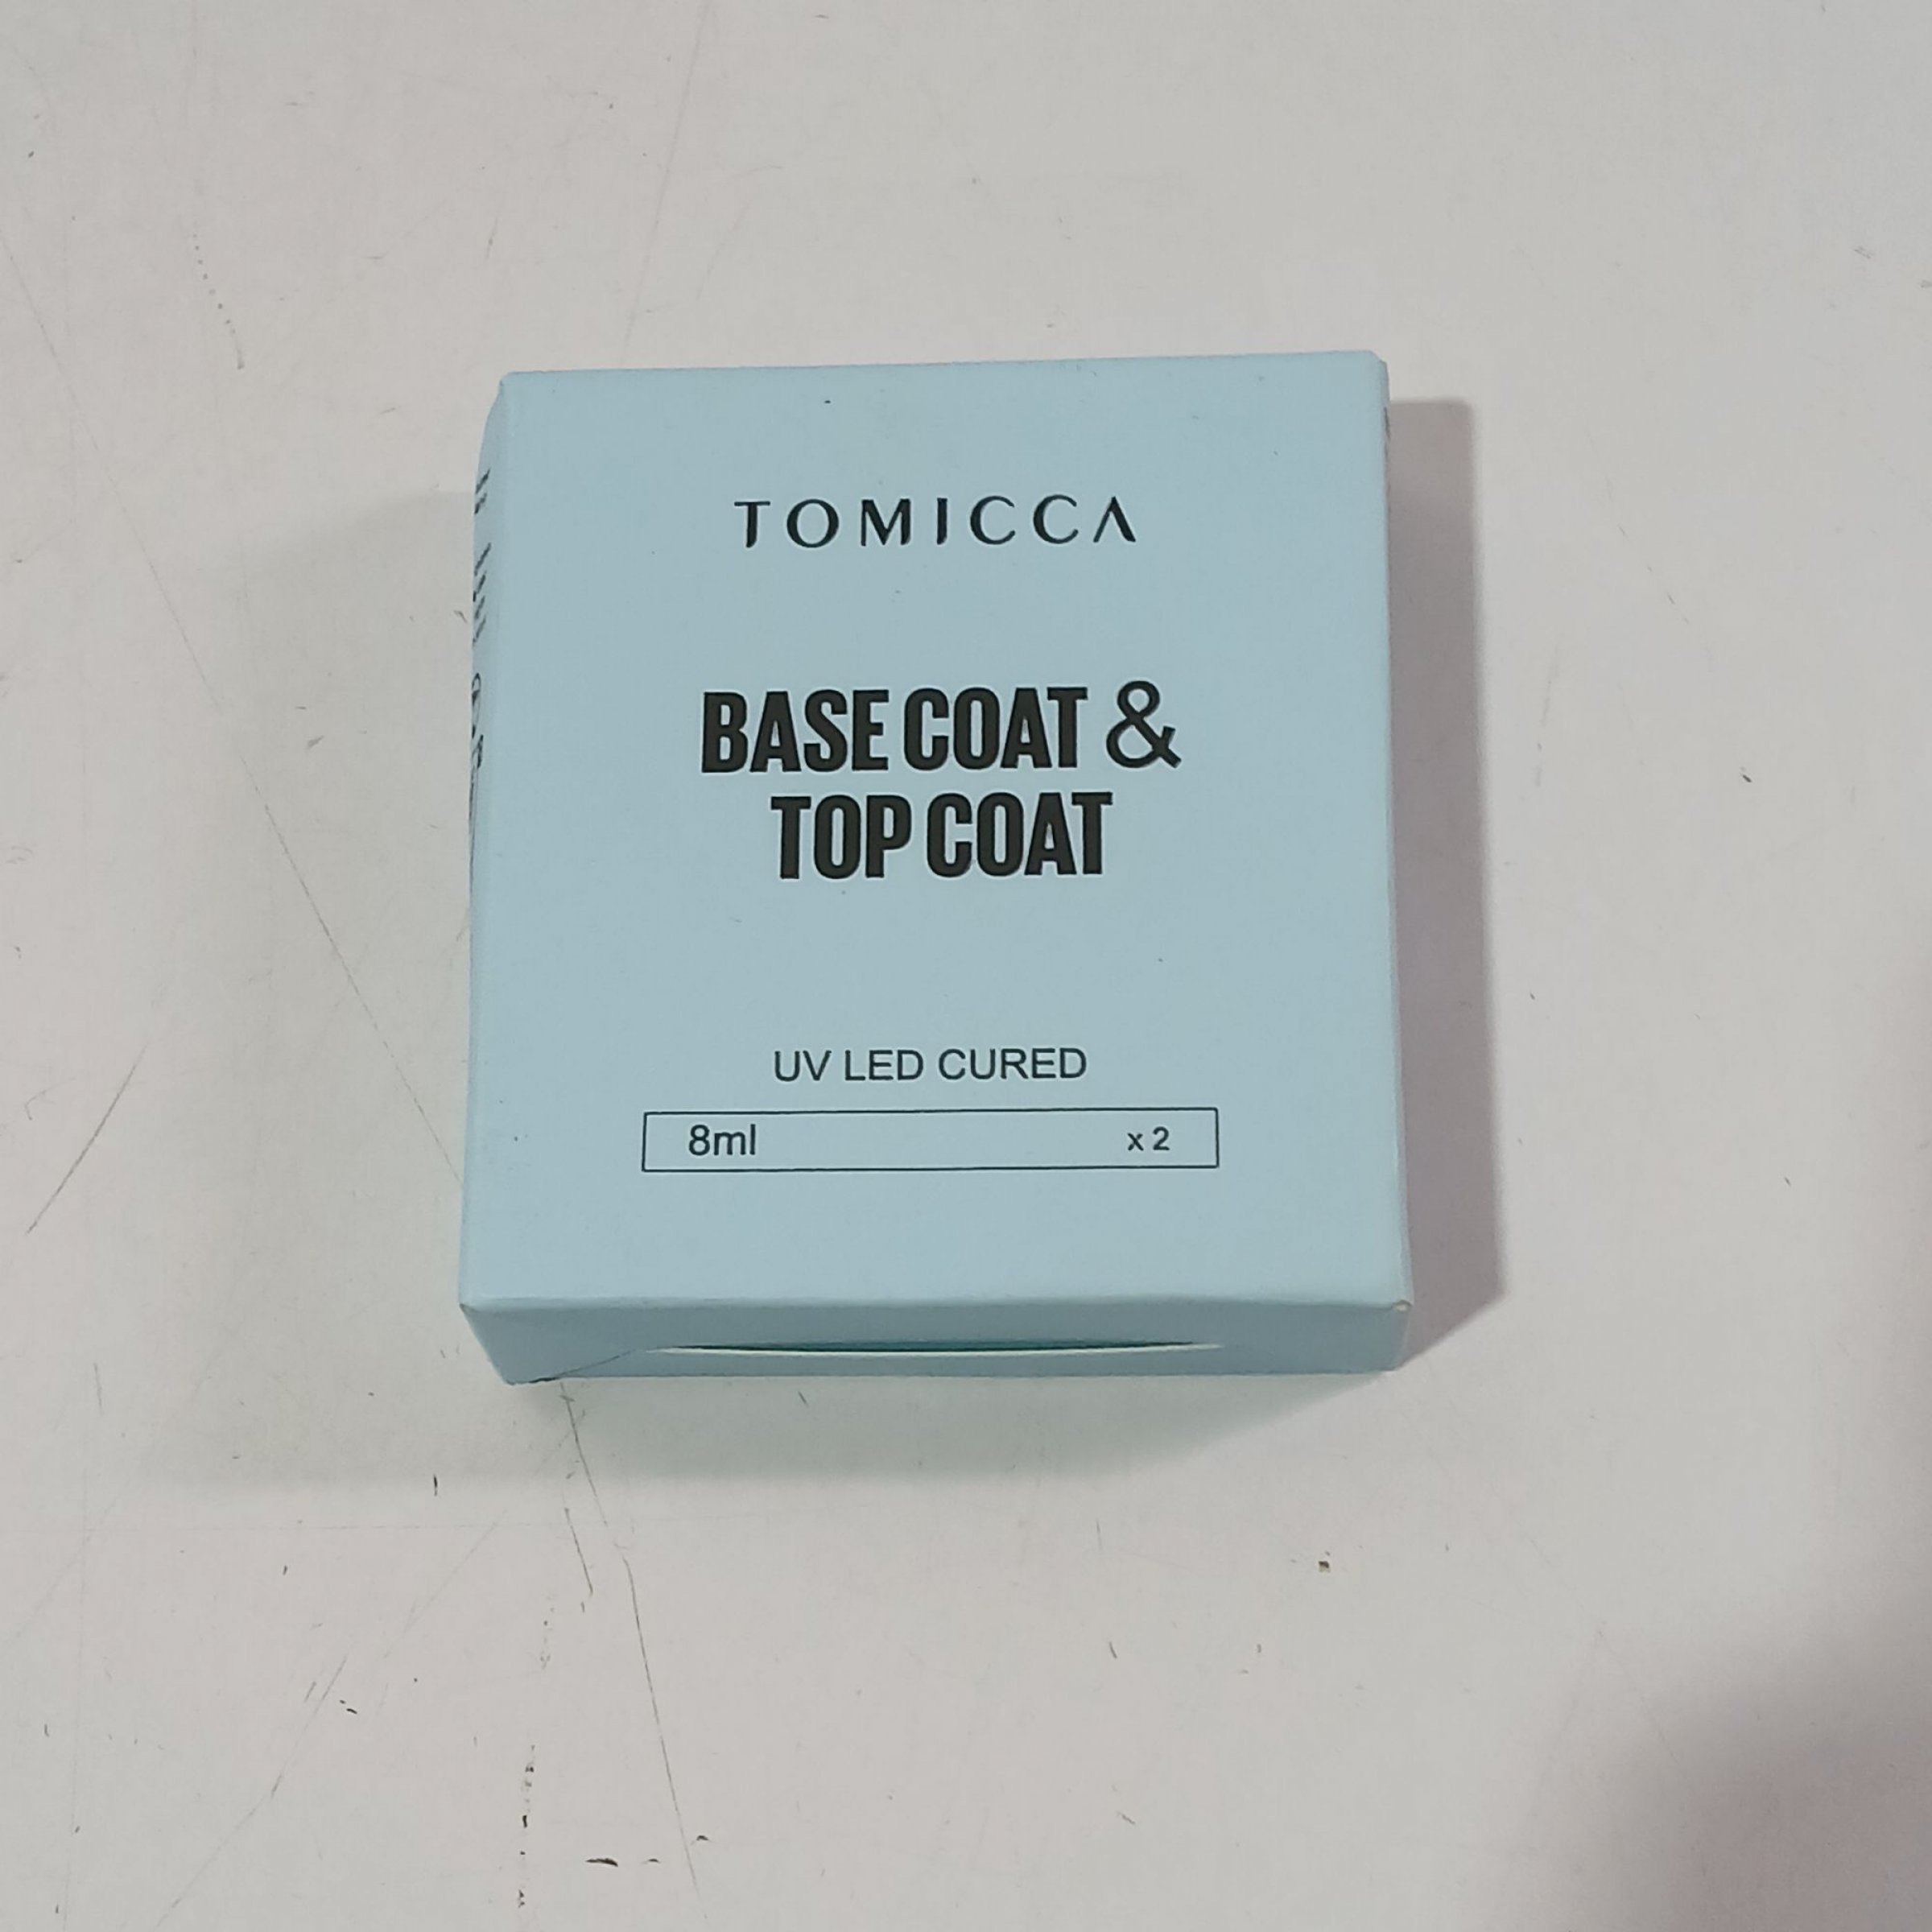 TOMICCA
BASE COAT &
TOP COAT
UV LED CURED
8ml x 2